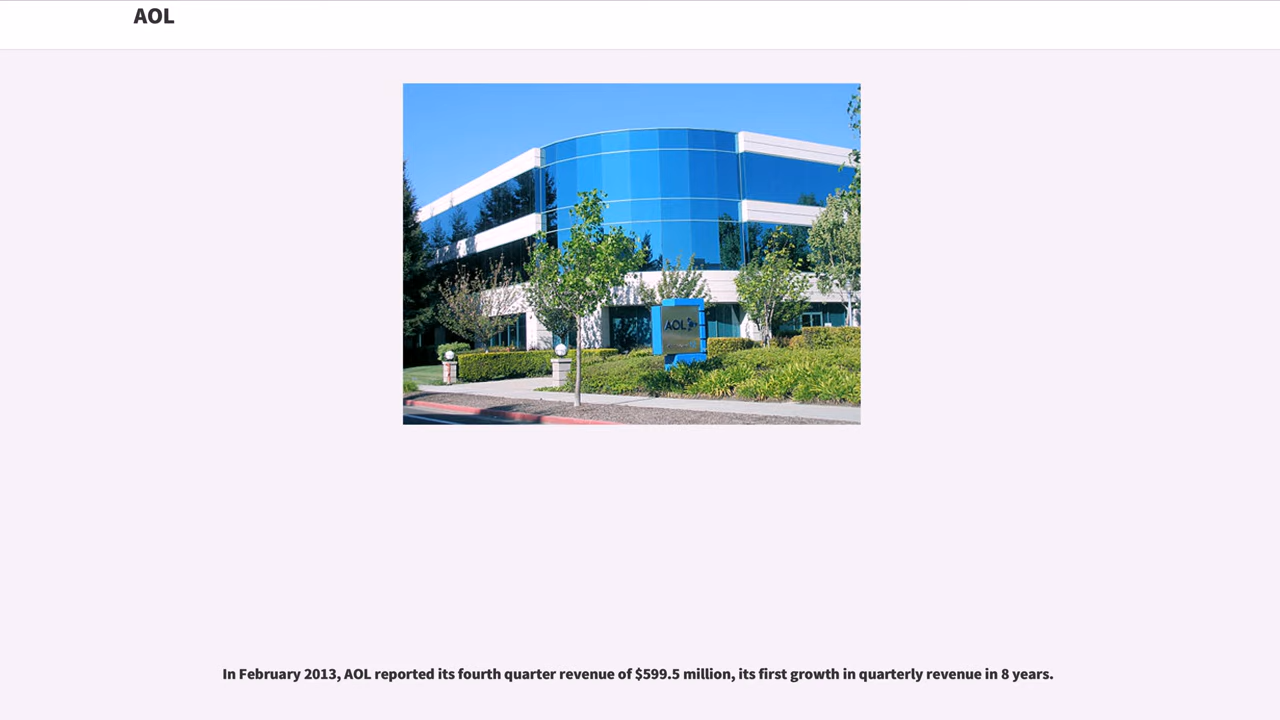 AOL
AOL
In February 2013, AOL reported its fourth quarter revenue of $599.5 million, its first growth in quarterly revenue in 8 years.